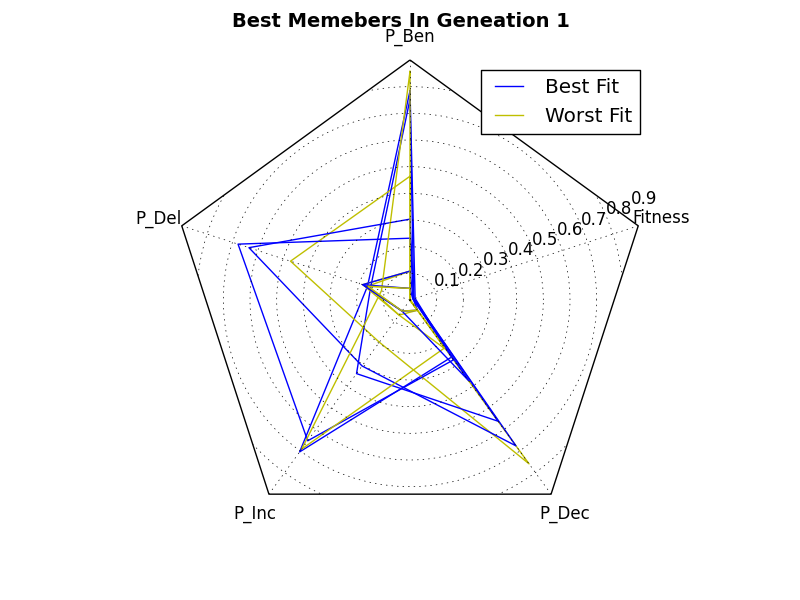 Best Memebers In Geneation 1
P_Ben
Best Fit
Worst Fit
0.9
0.8
0.7
0.6
0.5
0.4
0.3
0.2
0.1
Fitness
P_Del
P_Inc
P_Dec